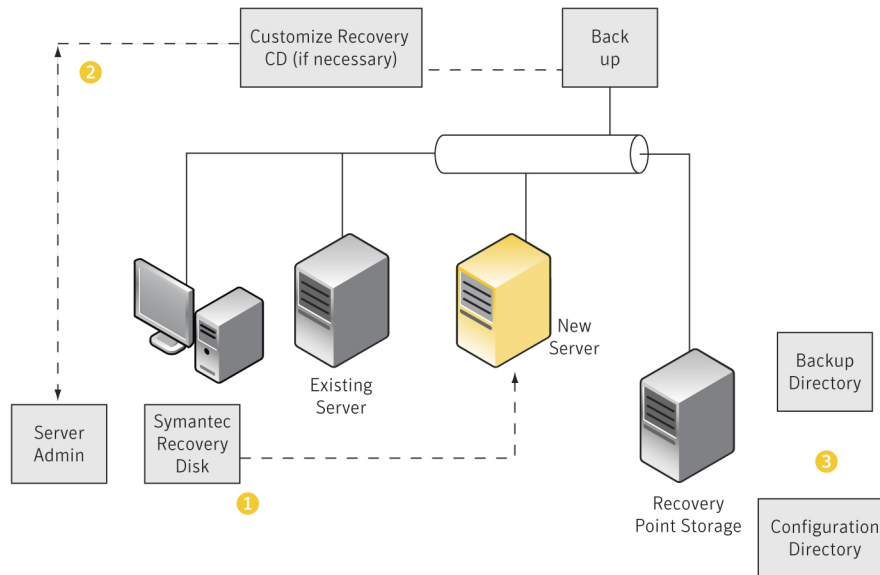 Customize Recovery
CD (if necessary)
Back
up
2
New
Server
Existing
Server
Backup
Directory
Server
Admin
Symantec
Recovery
Disk
3
1
Recovery
Point Storage
Configuration
Directory